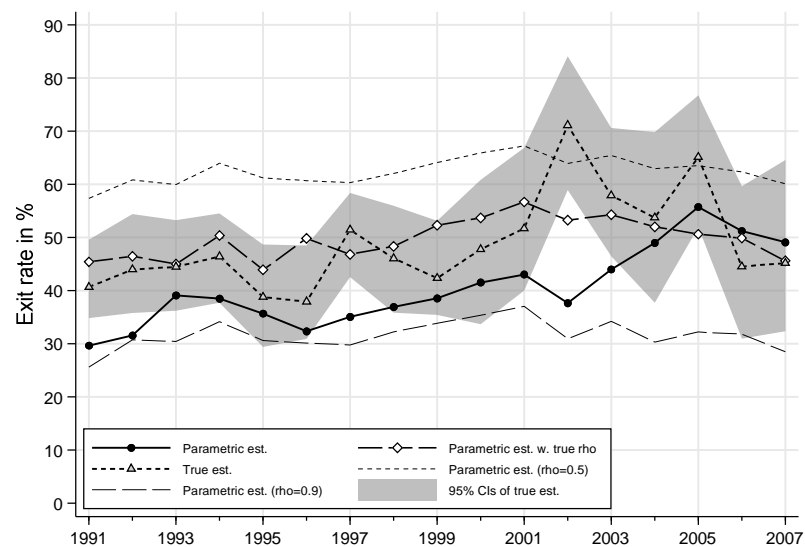 90
80
70
60
50
40
30
20
10
0
Exit rate in %
Parametric est.
Parametric est. w. true rho
True est.
Parametric est. (rho=0.5)
Parametric est. (rho=0.9)
95% CIs of true est.
1991 1993 1995 1997 1999 2001 2003 2005 2007